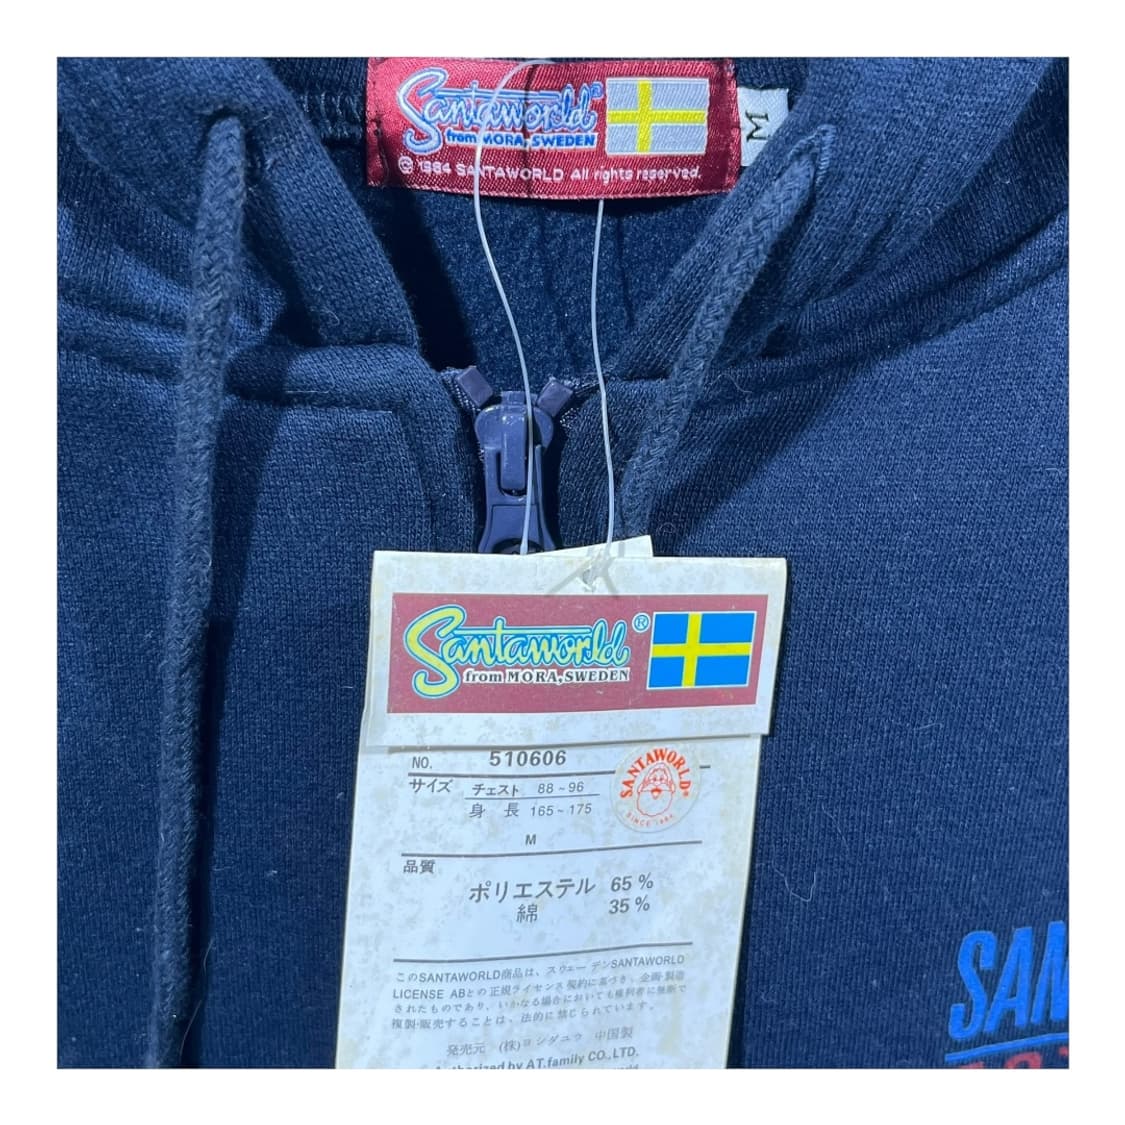 Santaworld®
from MORA, SWEDEN
© 1984 SANTAWORLD All rights reserved.
M
Santaworld®
from MORA, SWEDEN
NO. 510606
サイズ チェスト 88~96
身長 165~175
M
SANTAWORLD®
SINCE 1984
品質
ポリエステル 65%
綿 35%
このSANTAWORLD商品は、スウェーデンSANTAWORLD
LICENSE ABとの正規ライセンス契約に基づき、企画・製造
されたものであり、いかなる場合においても権利者に無断で
複製・販売することは、法的に禁じられています。
発売元 (株)ヨシダユウ 中国製
Authorized by AT.family CO.,LTD.
SAN